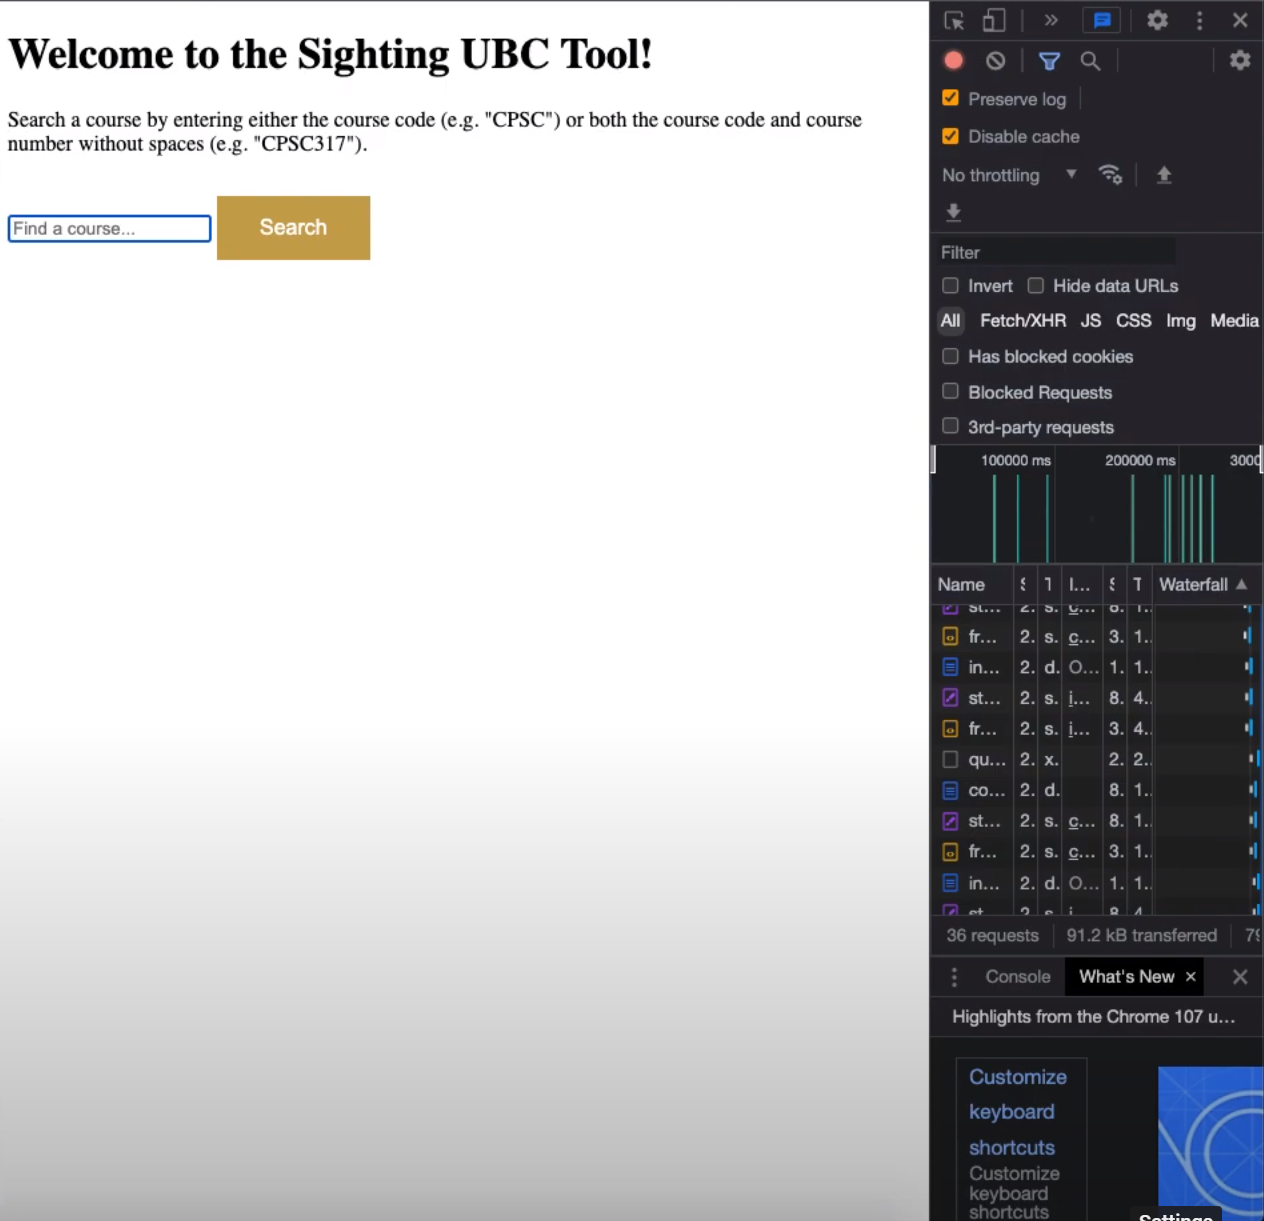 Welcome to the Sighting UBC Tool!
Search a course by entering either the course code (e.g. "CPSC") or both the course code and course
number without spaces (e.g. "CPSC317").
Find a course...
Search
Preserve log
Disable cache
No throttling
Filter
Invert
Hide data URLs
All Fetch/XHR JS CSS Img Media
Has blocked cookies
Blocked Requests
3rd-party requests
100000 ms 200000 ms
Name I... T Waterfall
st... 2. s. c... 8. 1..
fr... 2. s. c... 3. 1..
in... 2. d. O... 1. 1..
st... 2. s. i... 8. 4..
fr... 2. s. i... 3. 4..
qu... 2. x. 2. 2..
co... 2. d. 8. 1..
st... 2. s. c... 8. 1..
fr... 2. s. c... 3. 1..
in... 2. d. O... 1. 1..
36 requests 91.2 kB transferred
Console What's New ×
Highlights from the Chrome 107 u...
Customize
keyboard
shortcuts
Customize
keyboard
shortcuts
Settings